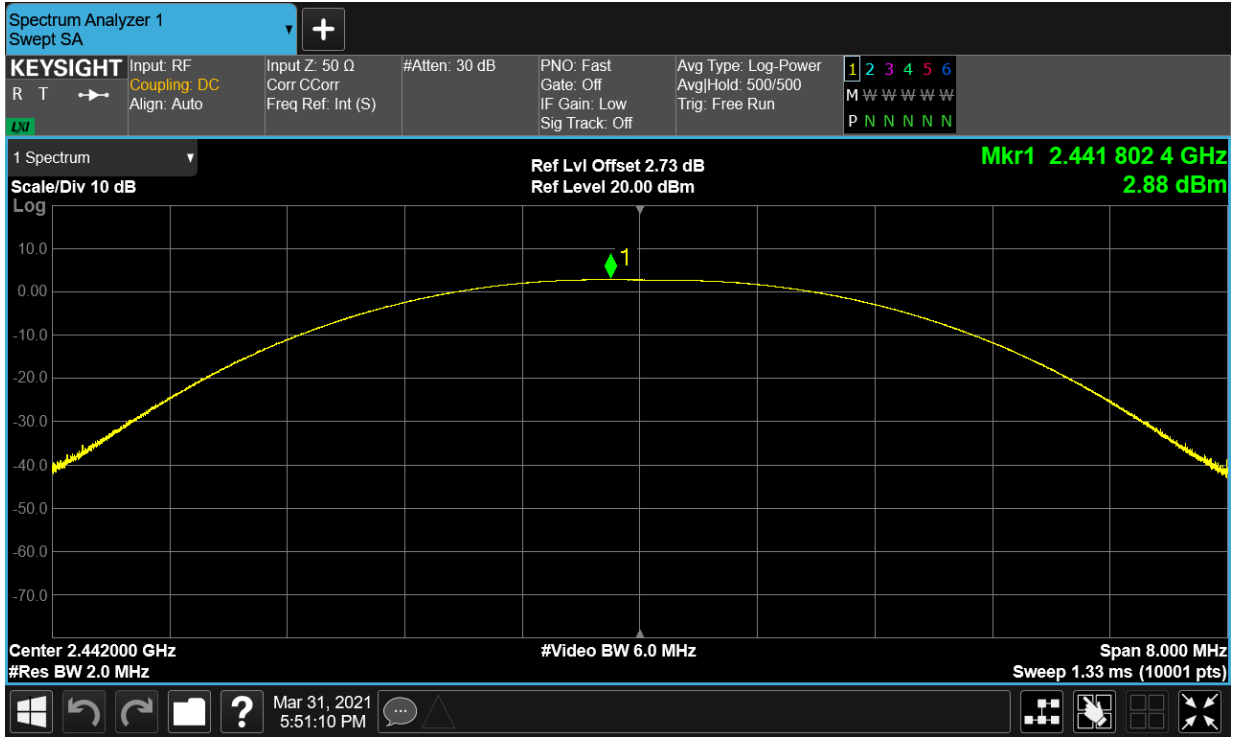 Spectrum Analyzer 1
Swept SA
▼
+
KEYSIGHT
R T
LXI
Input: RF
Coupling: DC
Align: Auto
Input Z: 50 Ω
Corr CCorr
Freq Ref: Int (S)
#Atten: 30 dB
PNO: Fast
Gate: Off
IF Gain: Low
Sig Track: Off
Avg Type: Log-Power
Avg|Hold: 500/500
Trig: Free Run
1 2 3 4 5 6
M W W W W W
P N N N N N
1 Spectrum ▼
Scale/Div 10 dB
Log
Ref Lvl Offset 2.73 dB
Ref Level 20.00 dBm
Mkr1 2.441 802 4 GHz
2.88 dBm
1
10.0
0.00
-10.0
-20.0
-30.0
-40.0
-50.0
-60.0
-70.0
Center 2.442000 GHz
#Res BW 2.0 MHz
#Video BW 6.0 MHz
Span 8.000 MHz
Sweep 1.33 ms (10001 pts)
?
Mar 31, 2021
5:51:10 PM